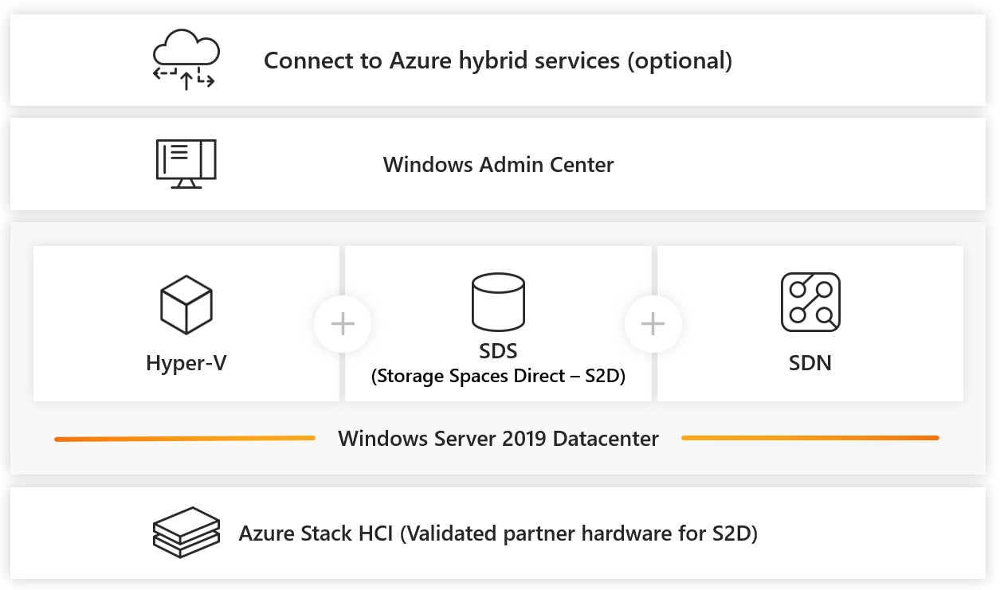 Connect to Azure hybrid services (optional)
Windows Admin Center
Hyper-V
SDS
(Storage Spaces Direct – S2D)
SDN
Windows Server 2019 Datacenter
Azure Stack HCI (Validated partner hardware for S2D)